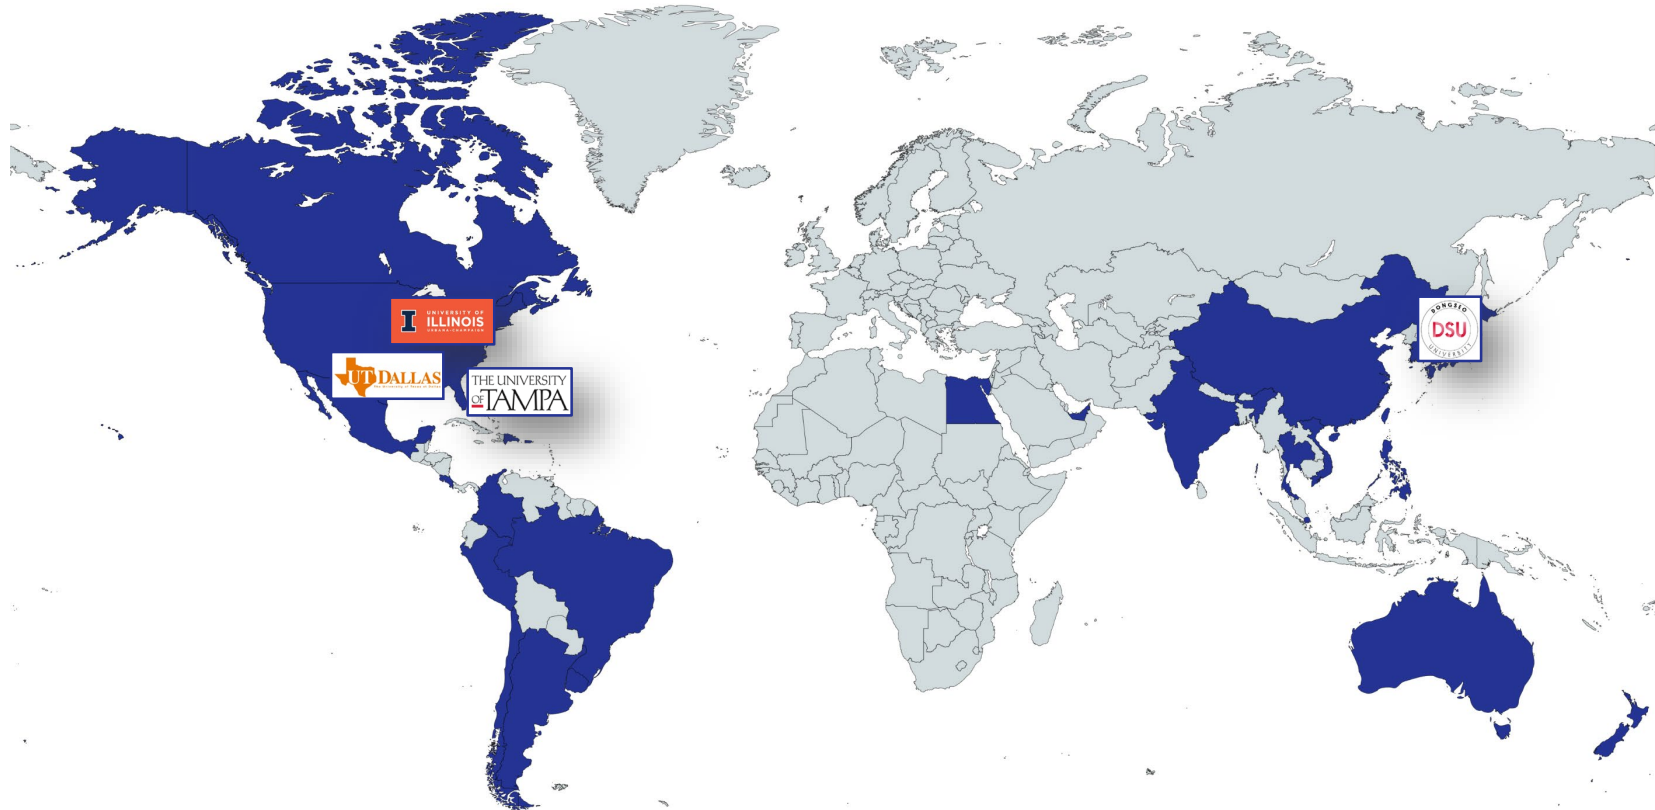 UNIVERSITY OF
ILLINOIS
URBANA-CHAMPAIGN
UT DALLAS
THE UNIVERSITY
OF TAMPA
DONGSEO
DSU
UNIVERSITY